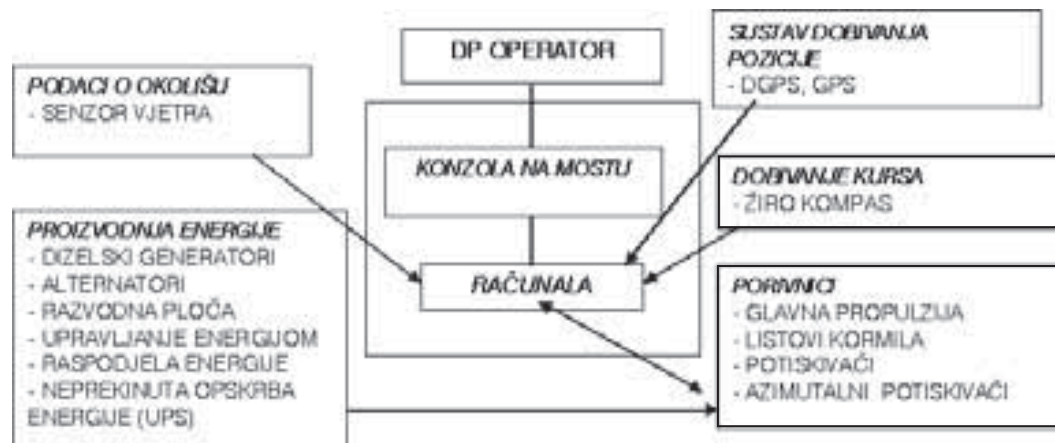 DP OPERATOR
KONZOLA NA MOSTU
RAČUNALA
PODACI O OKOLIŠU
- SENZOR VJETRA
PROIZVODNJA ENERGIJE
- DIZELSKI GENERATORI
- ALTERNATORI
- RAZVODNA PLOČA
- UPRAVLJANJE ENERGIJOM
- RASPODJELA ENERGIJE
- NEPREKINUTA OPSKRBA
ENERGIJE (UPS)
SUSTAV DOBIVANJA
POZICIJE
- DGPS, GPS
DOBIVANJE KURSA
- ŽIRO KOMPAS
PORIVNICI
- GLAVNA PROPULZIJA
- LISTOVI KORMILA
- POTISKIVAČI
- AZIMUTALNI POTISKIVAČI